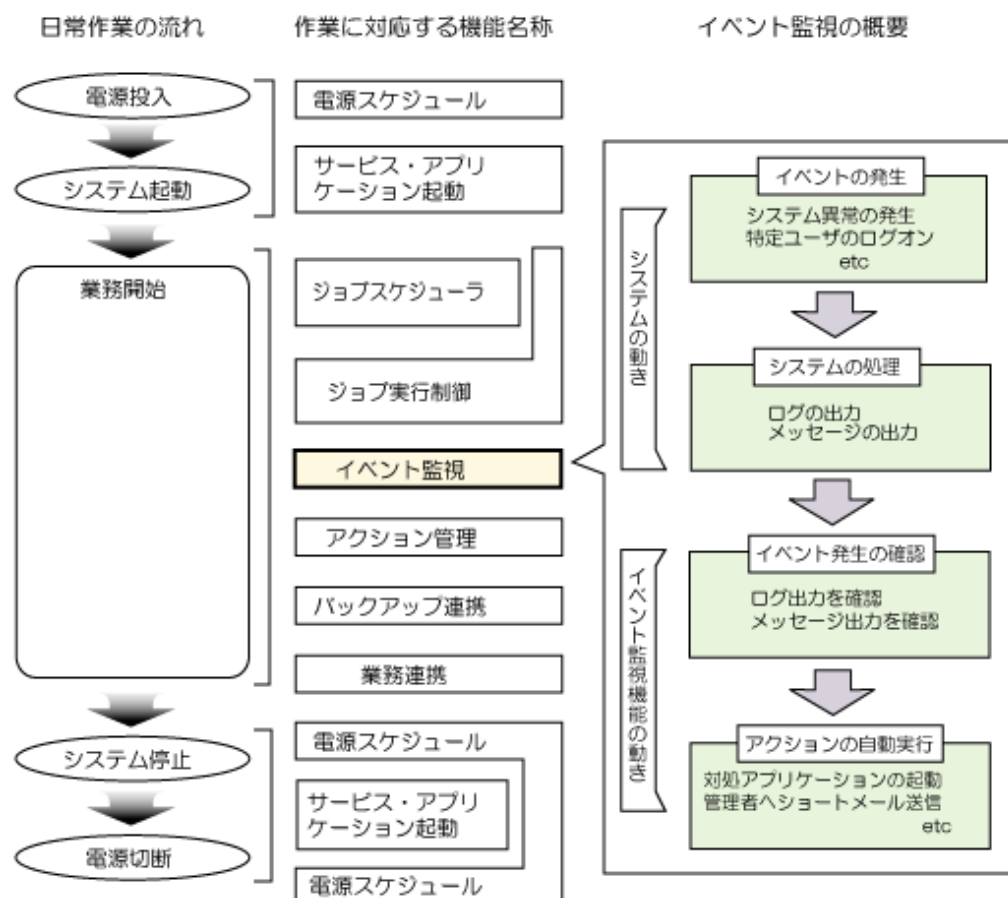 日常作業の流れ
作業に対応する機能名称
イベント監視の概要
電源投入
システム起動
業務開始
システム停止
電源切断
電源スケジュール
サービス・アプリ
ケーション起動
ジョブスケジューラ
ジョブ実行制御
イベント監視
アクション管理
バックアップ連携
業務連携
電源スケジュール
サービス・アプリ
ケーション起動
電源スケジュール
システムの動き
イベント監視機能の動き
イベントの発生
システム異常の発生
特定ユーザのログオン
etc
システムの処理
ログの出力
メッセージの出力
イベント発生の確認
ログ出力を確認
メッセージ出力を確認
アクションの自動実行
対処アプリケーションの起動
管理者へショートメール送信
etc